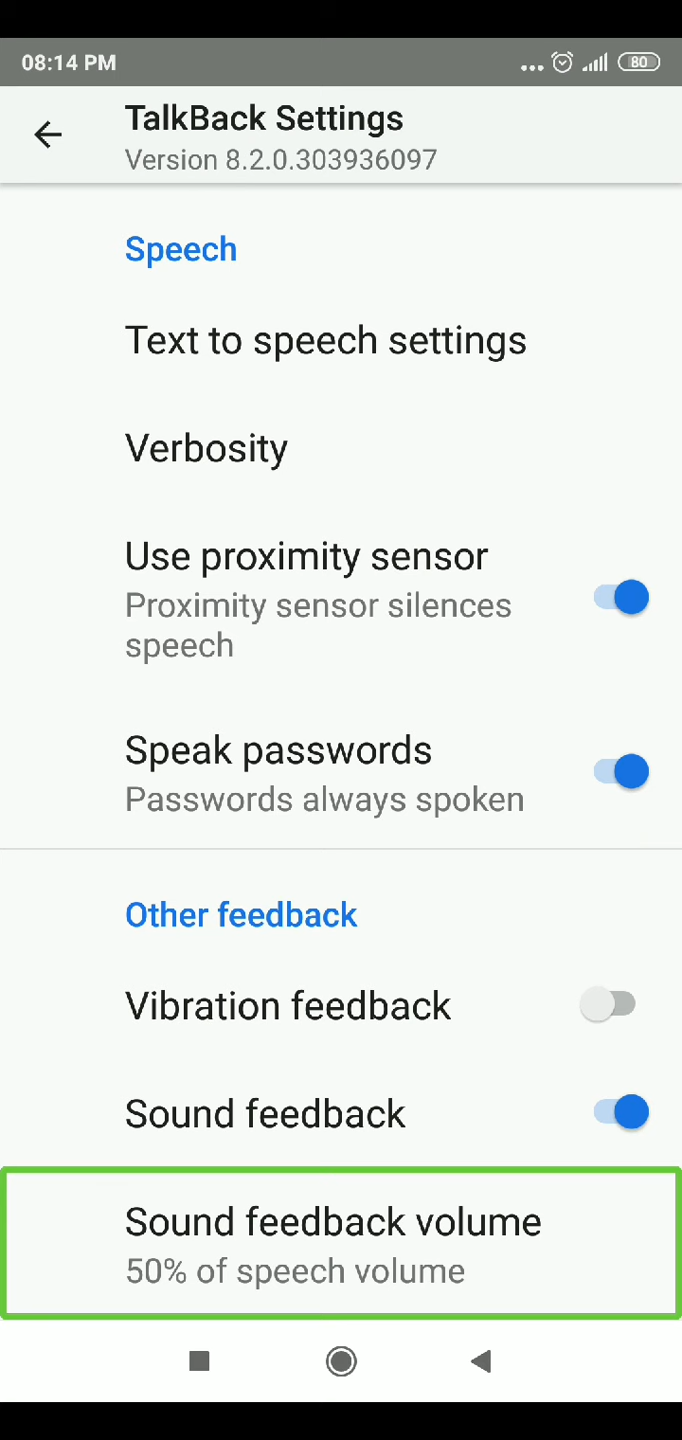 08:14 PM
80
TalkBack Settings
Version 8.2.0.303936097
Speech
Text to speech settings
Verbosity
Use proximity sensor
Proximity sensor silences
speech
Speak passwords
Passwords always spoken
Other feedback
Vibration feedback
Sound feedback
Sound feedback volume
50% of speech volume